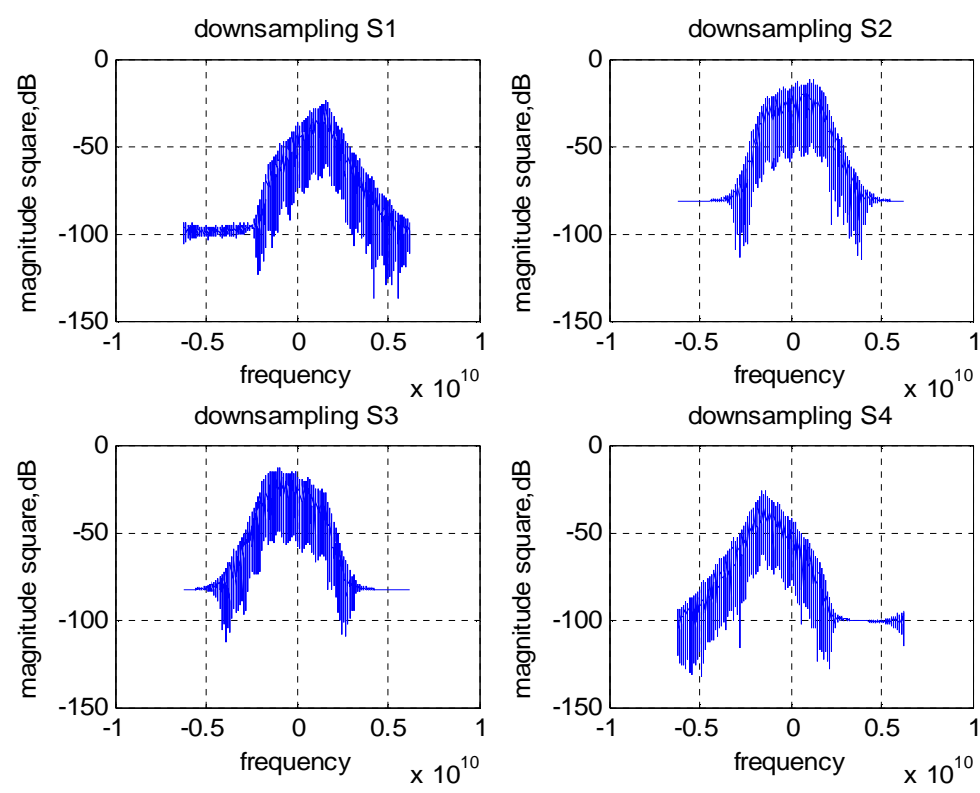 downsampling S1
0
-50
-100
-150
magnitude square,dB
-1 -0.5 0 0.5 1
frequency
x 10^10
downsampling S2
0
-50
-100
-150
magnitude square,dB
-1 -0.5 0 0.5 1
frequency
x 10^10
downsampling S3
0
-50
-100
-150
magnitude square,dB
-1 -0.5 0 0.5 1
frequency
x 10^10
downsampling S4
0
-50
-100
-150
magnitude square,dB
-1 -0.5 0 0.5 1
frequency
x 10^10